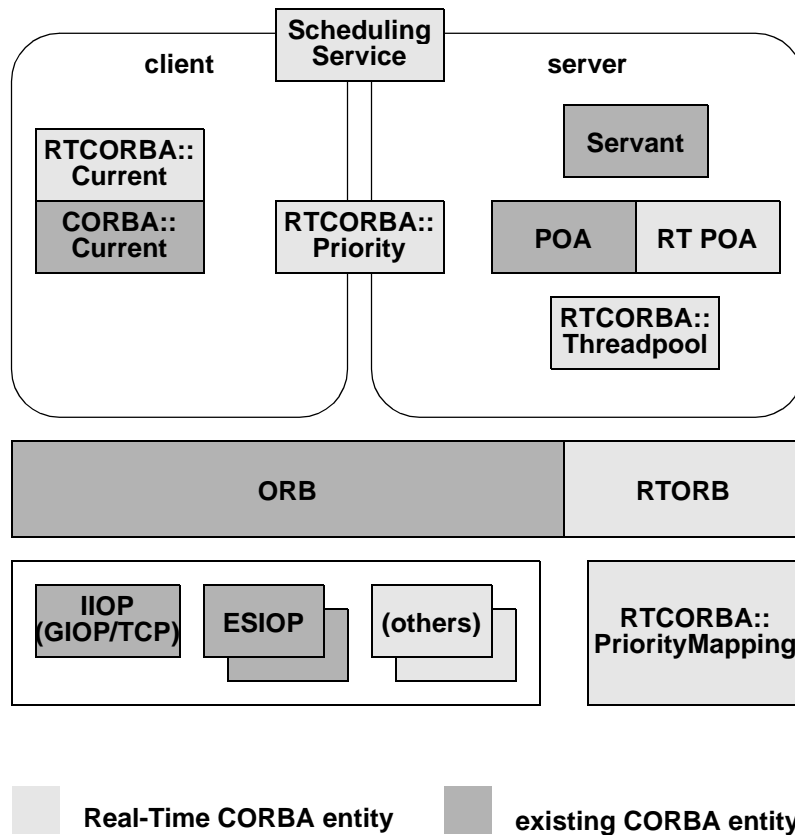 Scheduling
Service
client
server
RTCORBA::
Current
Servant
CORBA::
Current
RTCORBA::
Priority
POA
RT POA
RTCORBA::
Threadpool
ORB
RTORB
IIOP
(GIOP/TCP)
ESIOP
(others)
RTCORBA::
PriorityMapping
Real-Time CORBA entity
existing CORBA entity